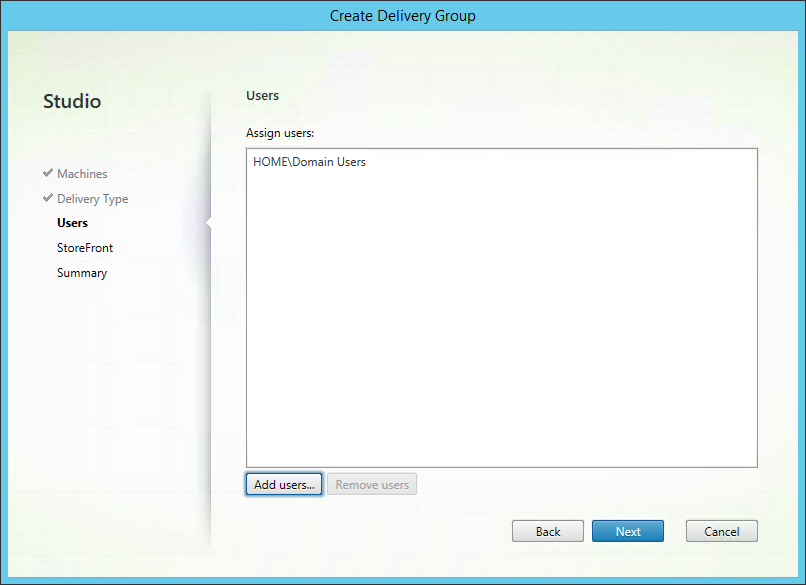 Create Delivery Group
Studio
Machines
Delivery Type
Users
StoreFront
Summary
Users
Assign users:
HOME\Domain Users
Add users...
Remove users
Back
Next
Cancel